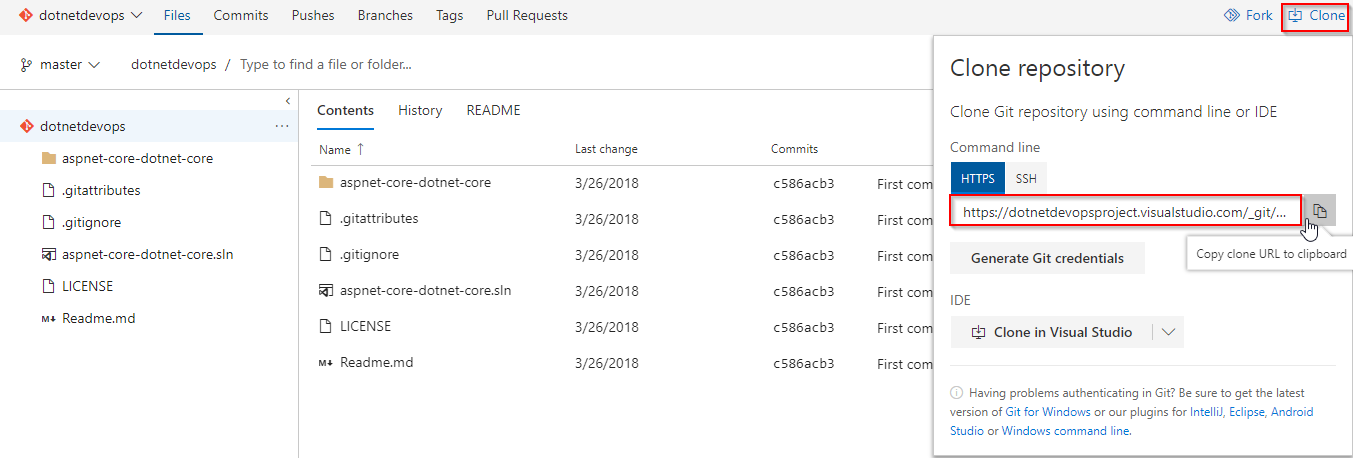 dotnetdevops Files Commits Pushes Branches Tags Pull Requests Fork Clone
master dotnetdevops / Type to find a file or folder...
dotnetdevops
aspnet-core-dotnet-core
.gitattributes
.gitignore
aspnet-core-dotnet-core.sln
LICENSE
M↓ Readme.md
Contents History README
Name ↑ Last change Commits
aspnet-core-dotnet-core 3/26/2018 c586acb3 First com
.gitattributes 3/26/2018 c586acb3 First com
.gitignore 3/26/2018 c586acb3 First com
aspnet-core-dotnet-core.sln 3/26/2018 c586acb3 First com
LICENSE 3/26/2018 c586acb3 First com
M↓ Readme.md 3/26/2018 c586acb3 First com
Clone repository
Clone Git repository using command line or IDE
Command line
HTTPS SSH
https://dotnetdevopsproject.visualstudio.com/_git/...
Copy clone URL to clipboard
Generate Git credentials
IDE
Clone in Visual Studio
Having problems authenticating in Git? Be sure to get the latest
version of Git for Windows or our plugins for IntelliJ, Eclipse, Android
Studio or Windows command line.